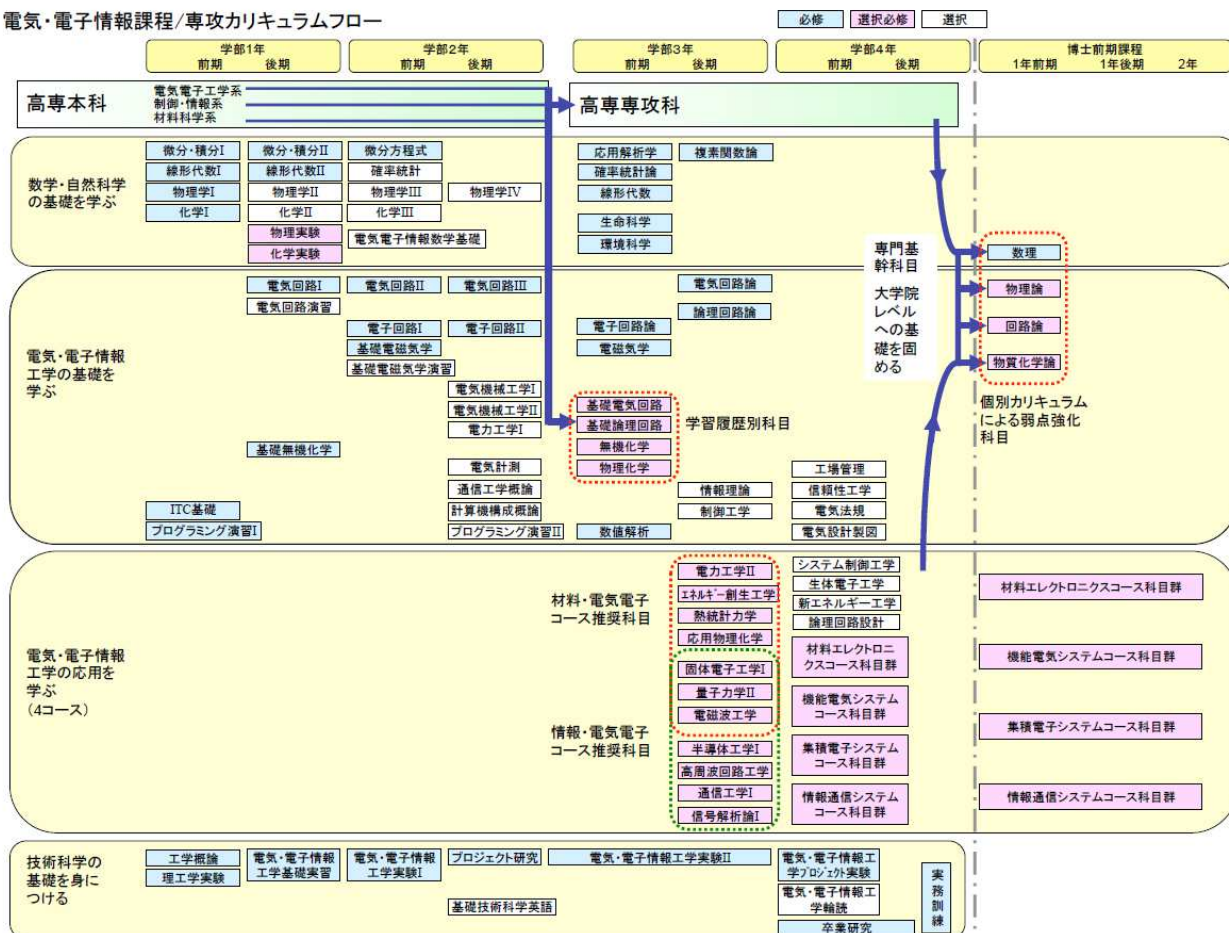 電気・電子情報課程/専攻カリキュラムフロー
必修 選択必修 選択
学部1年 学部2年 学部3年 学部4年 博士前期課程
前期 後期 前期 後期 前期 後期 前期 後期 1年前期 1年後期 2年
高専本科
電気電子工学系
制御・情報系
材料科学系
高専専攻科
数学・自然科学
の基礎を学ぶ
微分・積分I 微分・積分II 微分方程式 応用解析学 複素関数論
線形代数I 線形代数II 確率統計 確率統計論
物理学I 物理学II 物理学III 物理学IV 線形代数
化学I 化学II 化学III 生命科学
物理実験 電気電子情報数学基礎 環境科学
化学実験
専門基
幹科目
大学院
レベル
への基
礎を固
める
数理
物理論
回路論
物質化学論
個別カリキュラム
による弱点強化
科目
電気・電子情報
工学の基礎を
学ぶ
電気回路I 電気回路II 電気回路III 電気回路論
電気回路演習 論理回路論
電子回路I 電子回路II 電子回路論
基礎電磁気学 電磁気学
基礎電磁気学演習
電気機械工学I
電気機械工学II
電力工学I
基礎電気回路
基礎論理回路
無機化学
物理化学
学習履歴別科目
基礎無機化学
電気計測 工場管理
通信工学概論 情報理論 信頼性工学
ITC基礎 計算機構成概論 制御工学 電気法規
プログラミング演習I プログラミング演習II 数値解析 電気設計製図
電気・電子情報
工学の応用を
学ぶ
(4コース)
材料・電気電子
コース推奨科目
情報・電気電子
コース推奨科目
電力工学II
エネルギー創生工学
熱統計力学
応用物理化学
固体電子工学I
量子力学II
電磁波工学
半導体工学I
高周波回路工学
通信工学I
信号解析論I
システム制御工学
生体電子工学
新エネルギー工学
論理回路設計
材料エレクトロニ
クスコース科目群
機能電気システム
コース科目群
集積電子システム
コース科目群
情報通信システム
コース科目群
材料エレクトロニクスコース科目群
機能電気システムコース科目群
集積電子システムコース科目群
情報通信システムコース科目群
技術科学の
基礎を身に
つける
工学概論
理工学実験
電気・電子情報
工学基礎実習
電気・電子情報
工学実験I
プロジェクト研究
基礎技術科学英語
電気・電子情報工学実験II
電気・電子情報工
学プロジェクト実験
電気・電子情報工
学輪読
卒業研究
実務訓練